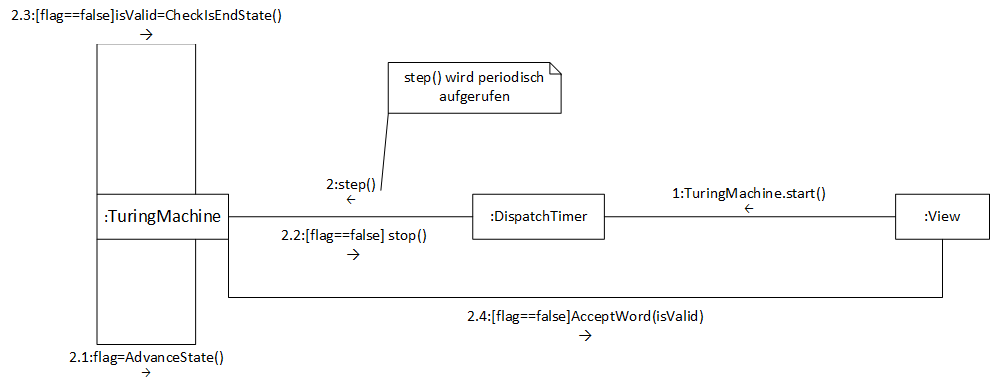 2.3:[flag==false]isValid=CheckIsEndState()
step() wird periodisch
aufgerufen
2:step()
1:TuringMachine.start()
:TuringMachine
:DispatchTimer
:View
2.2:[flag==false] stop()
2.4:[flag==false]AcceptWord(isValid)
2.1:flag=AdvanceState()